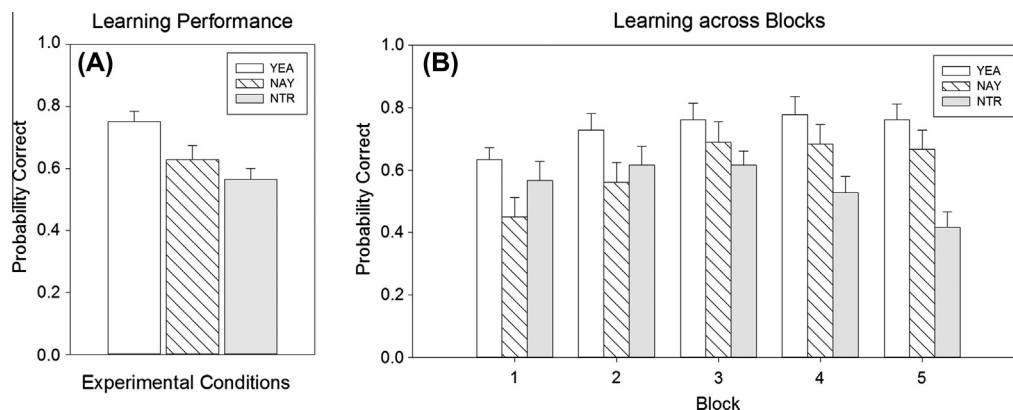 Learning Performance
(A)
YEA
NAY
NTR
1.0
0.8
0.6
0.4
0.2
0.0
Probability Correct
Experimental Conditions
Learning across Blocks
(B)
YEA
NAY
NTR
1.0
0.8
0.6
0.4
0.2
0.0
Probability Correct
1 2 3 4 5
Block